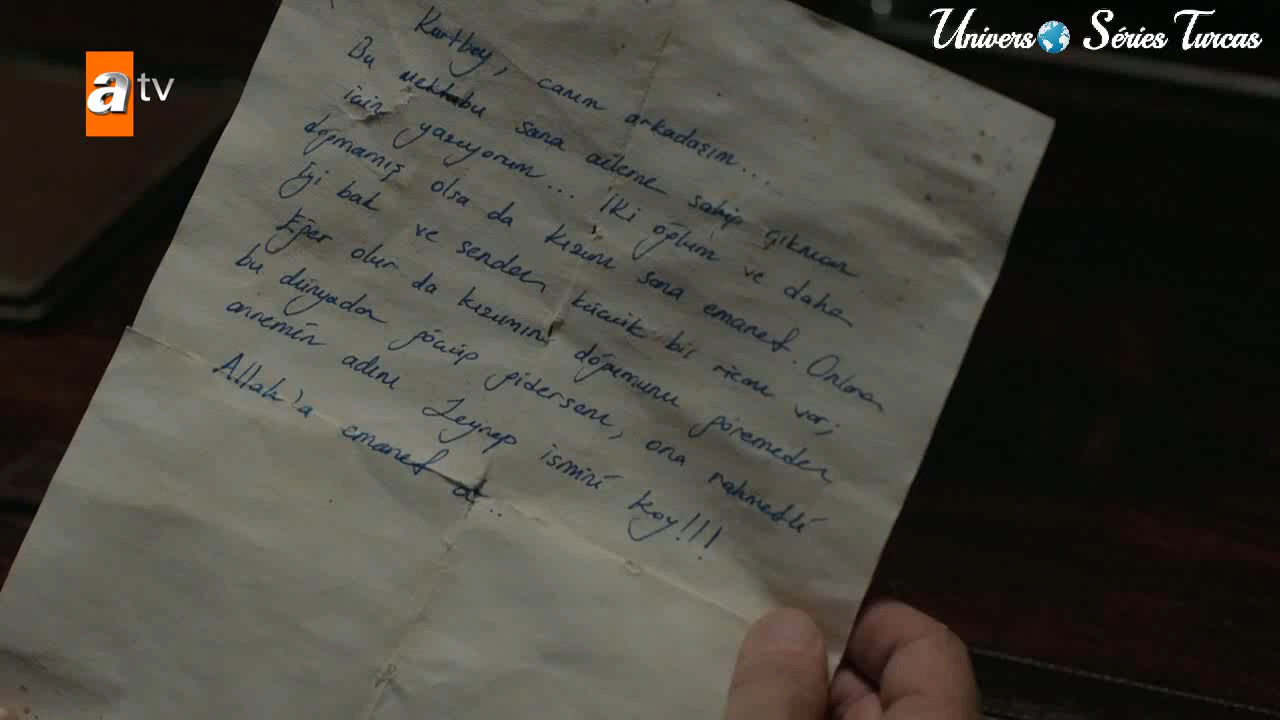 a tv
Univers Séries Turcas
Kurtbey, canım arkadaşım...
Bu mektubu sana aileme sahip çıkman
için yazıyorum... İki oğlum ve daha
doğmamış olsa da kızım sana emanet. Onlara
İyi bak ve senden küçük bir ricam var;
Eğer olur da kızımın doğumunu göremeden
bu dünyadan göçüp gidersem, ona rahmetli
annemin adını Zeynep ismini koy!!!
Allah'a emanet ol...